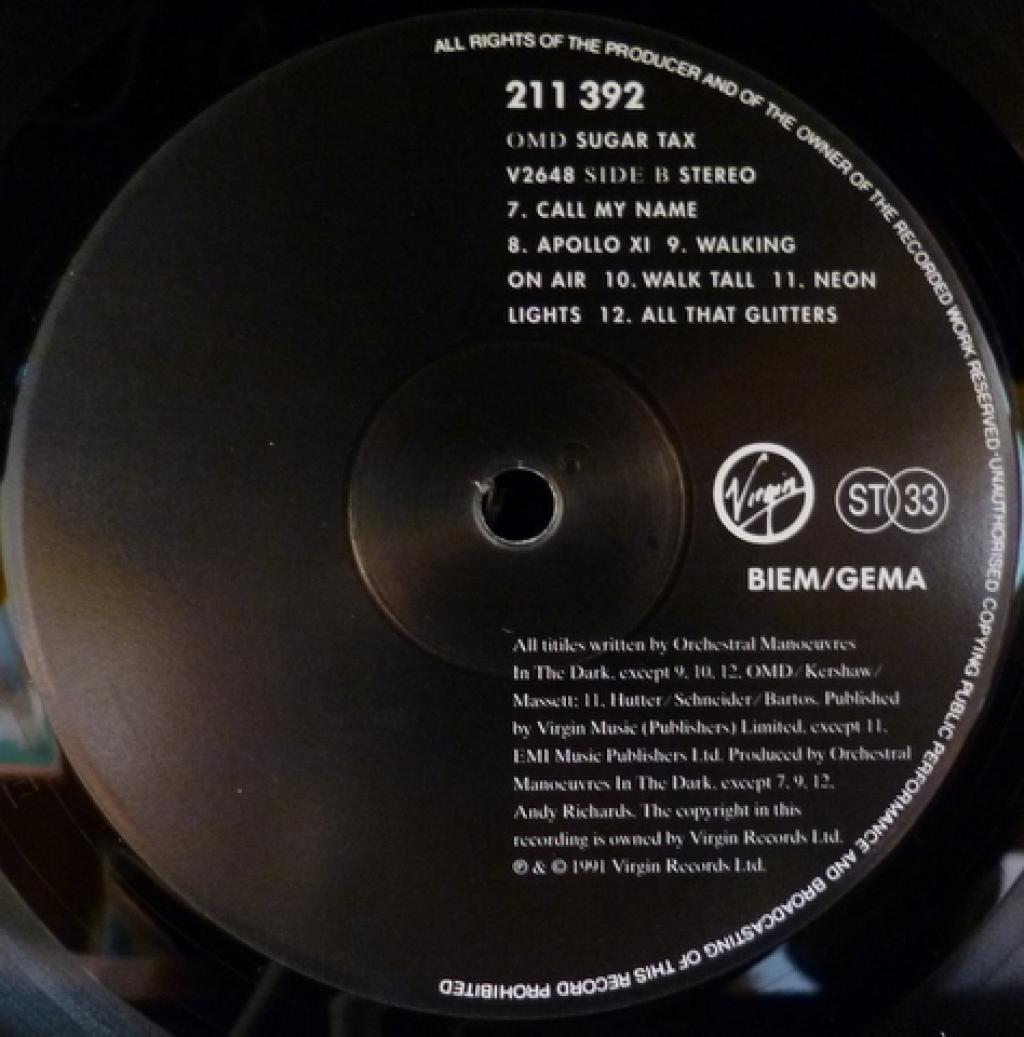 ALL RIGHTS OF THE PRODUCER AND OF THE OWNER OF THE RECORDED WORK RESERVED · UNAUTHORISED COPYING PUBLIC PERFORMANCE AND BROADCASTING OF THIS RECORD PROHIBITED
211 392
OMD SUGAR TAX
V2648 SIDE B STEREO
7. CALL MY NAME
8. APOLLO XI 9. WALKING
ON AIR 10. WALK TALL 11. NEON
LIGHTS 12. ALL THAT GLITTERS
Virgin
ST 33
BIEM/GEMA
All titiles written by Orchestral Manoeuvres
In The Dark, except 9, 10, 12, OMD/Kershaw/
Massett; 11, Hutter/Schneider/Bartos. Published
by Virgin Music (Publishers) Limited, except 11,
EMI Music Publishers Ltd. Produced by Orchestral
Manoeuvres In The Dark, except 7, 9, 12,
Andy Richards. The copyright in this
recording is owned by Virgin Records Ltd.
℗ & © 1991 Virgin Records Ltd.